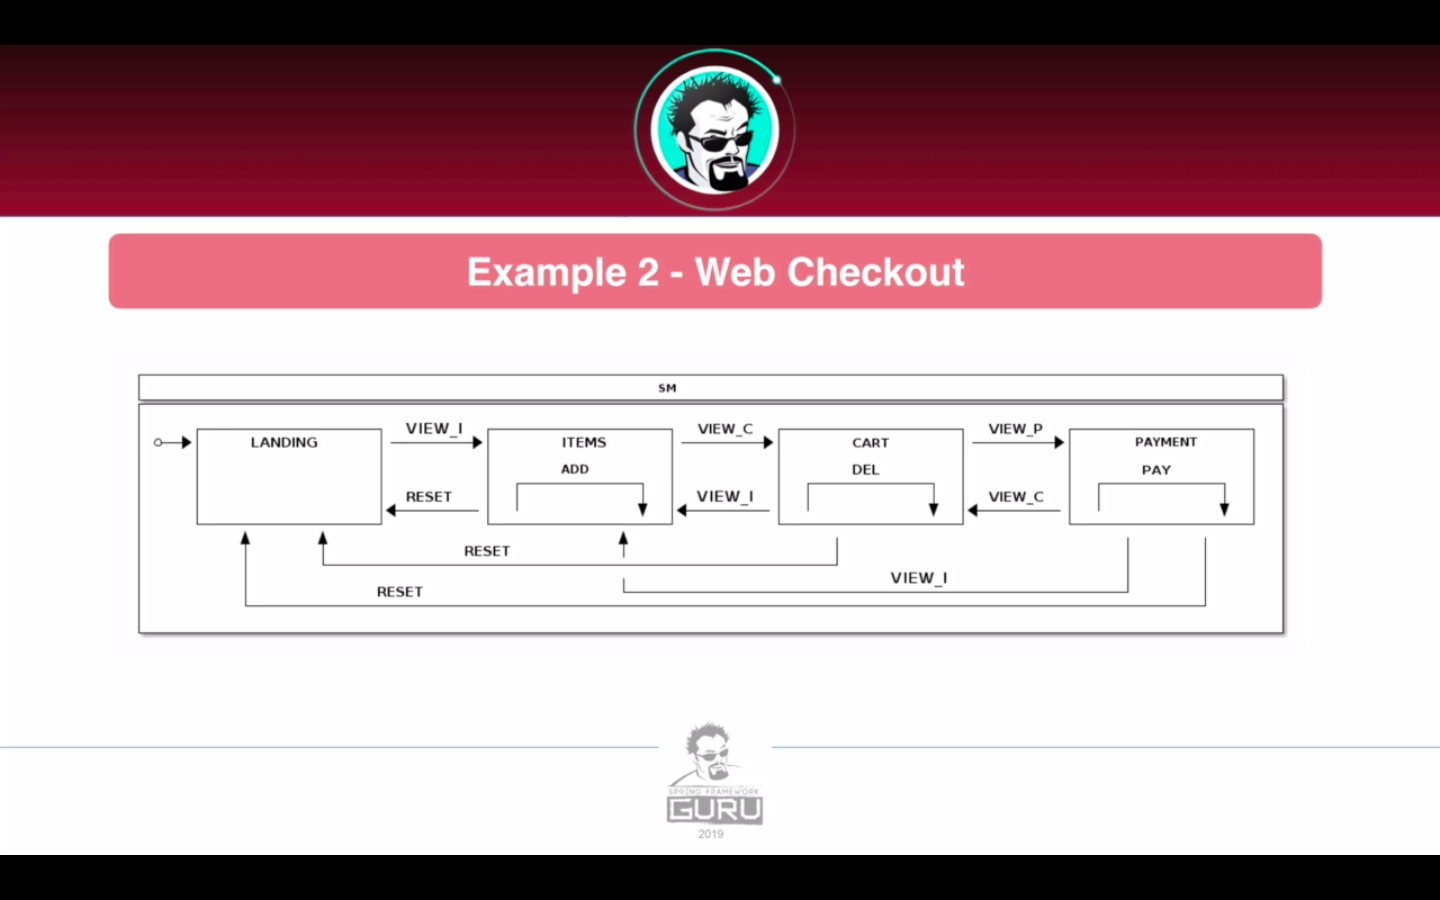 Example 2 - Web Checkout
SM
LANDING
VIEW_I
ITEMS
VIEW_C
CART
VIEW_P
PAYMENT
ADD
DEL
PAY
RESET
VIEW_I
VIEW_C
RESET
VIEW_I
RESET
SPRING FRAMEWORK
GURU
2019